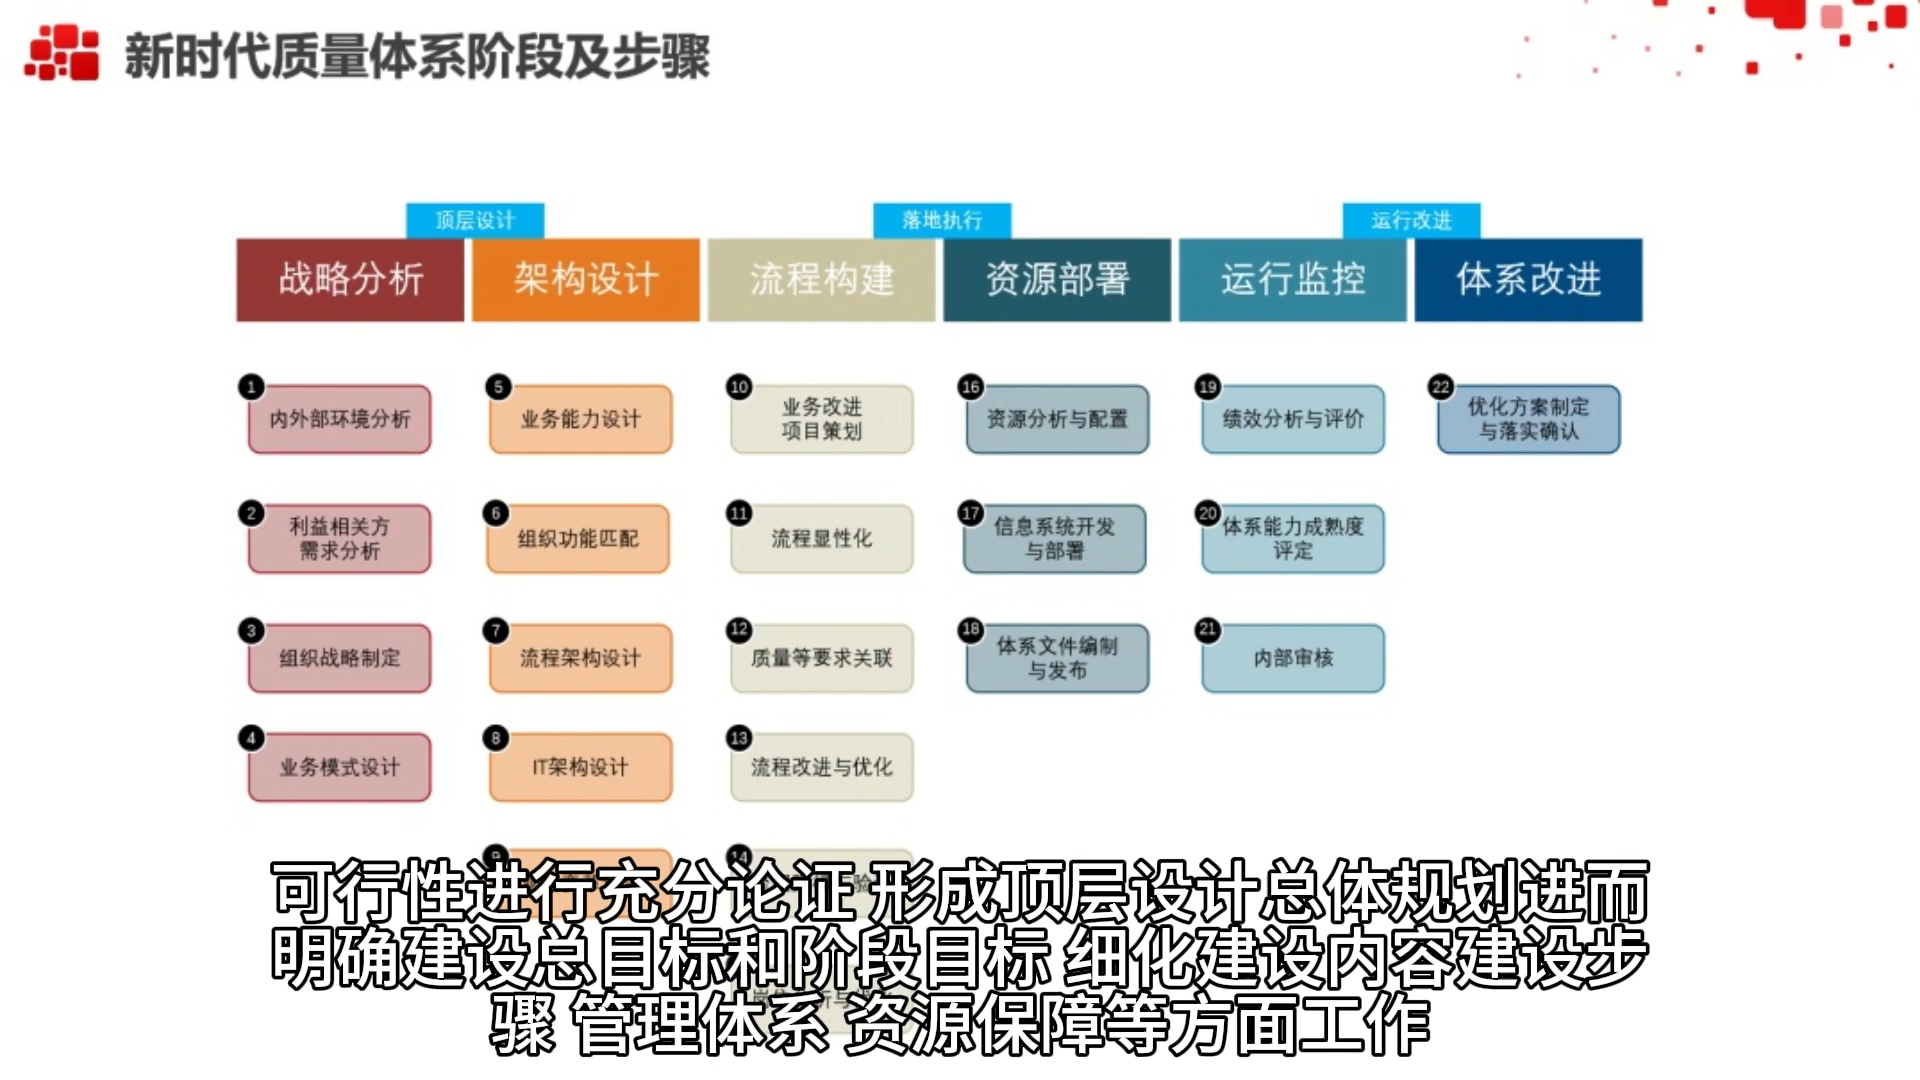 新时代质量体系阶段及步骤
顶层设计
落地执行
运行改进
战略分析
架构设计
流程构建
资源部署
运行监控
体系改进
1
内外部环境分析
5
业务能力设计
10
业务改进
项目策划
16
资源分析与配置
19
绩效分析与评价
22
优化方案制定
与落实确认
2
利益相关方
需求分析
6
组织功能匹配
11
流程显性化
17
信息系统开发
与部署
20
体系能力成熟度
评定
3
组织战略制定
7
流程架构设计
12
质量等要求关联
18
体系文件编制
与发布
21
内部审核
4
业务模式设计
8
IT架构设计
13
流程改进与优化
9
14
可行性进行充分论证 形成顶层设计总体规划进而
明确建设总目标和阶段目标 细化建设内容建设步
骤 管理体系 资源保障等方面工作